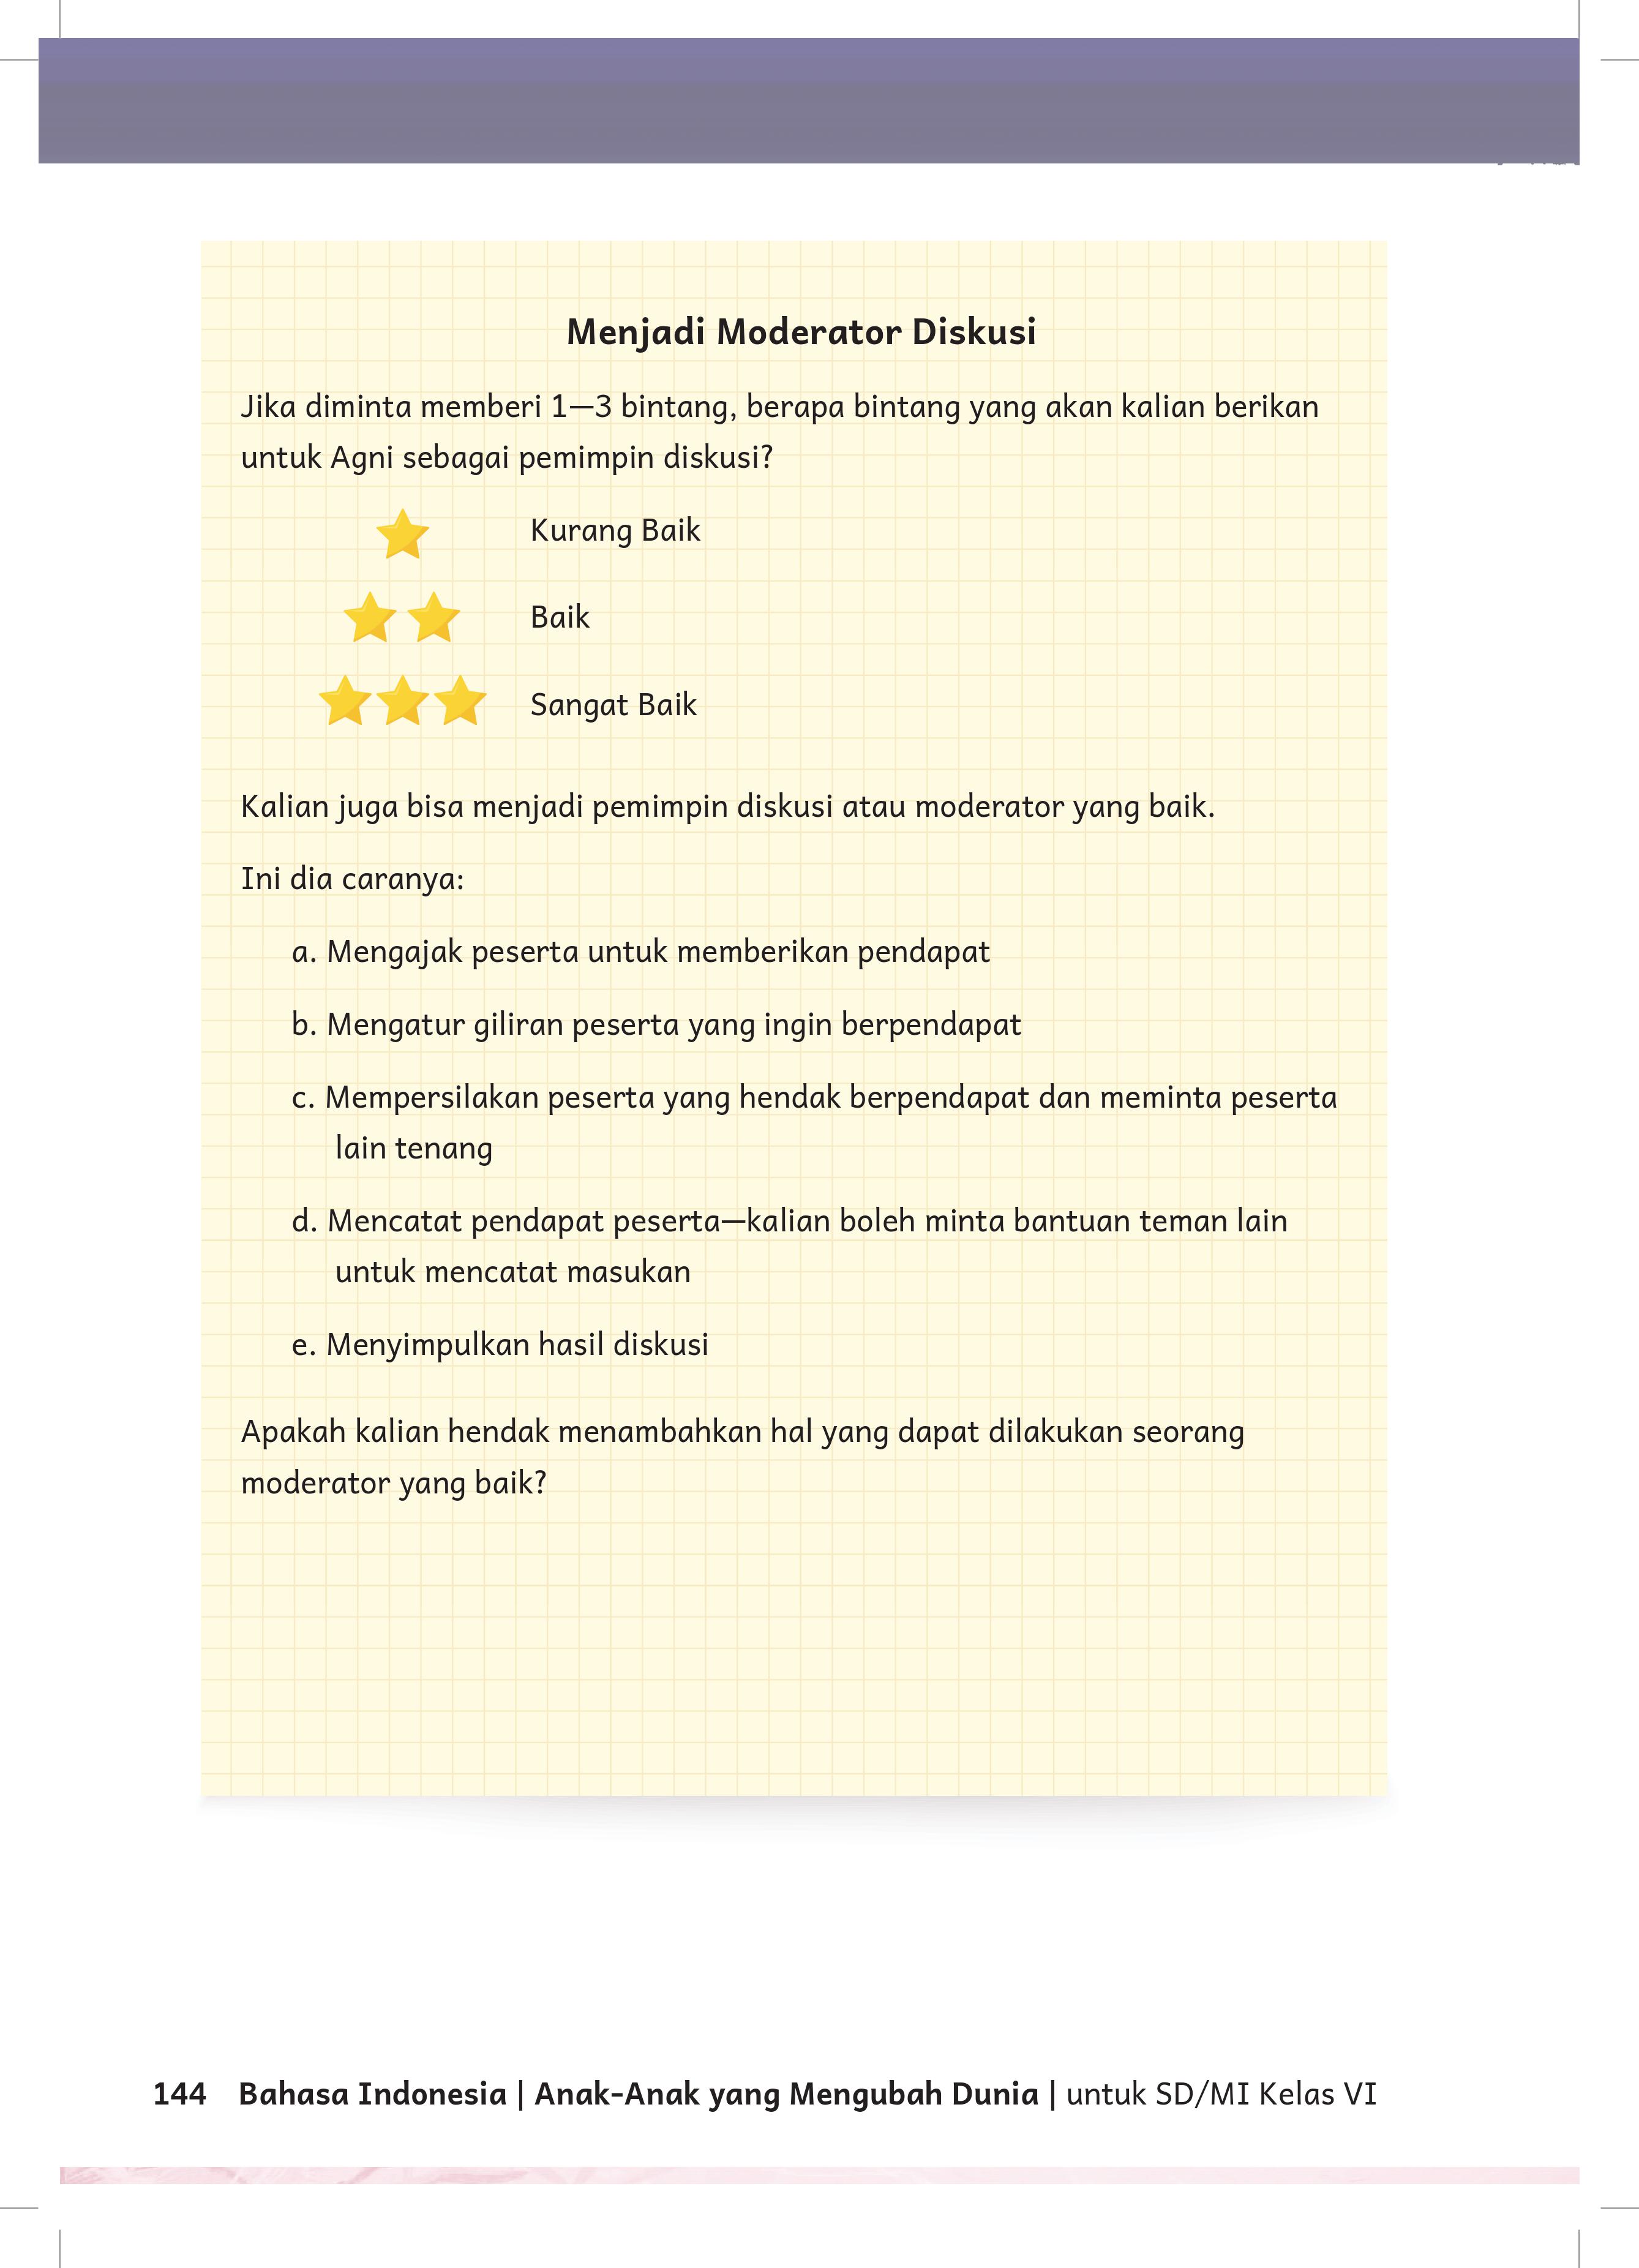 Menjadi Moderator Diskusi
Jika diminta memberi 1—3 bintang, berapa bintang yang akan kalian berikan
untuk Agni sebagai pemimpin diskusi?
Kurang Baik
Baik
Sangat Baik
Kalian juga bisa menjadi pemimpin diskusi atau moderator yang baik.
Ini dia caranya:
a. Mengajak peserta untuk memberikan pendapat
b. Mengatur giliran peserta yang ingin berpendapat
c. Mempersilakan peserta yang hendak berpendapat dan meminta peserta
lain tenang
d. Mencatat pendapat peserta—kalian boleh minta bantuan teman lain
untuk mencatat masukan
e. Menyimpulkan hasil diskusi
Apakah kalian hendak menambahkan hal yang dapat dilakukan seorang
moderator yang baik?
144 Bahasa Indonesia | Anak-Anak yang Mengubah Dunia | untuk SD/MI Kelas VI